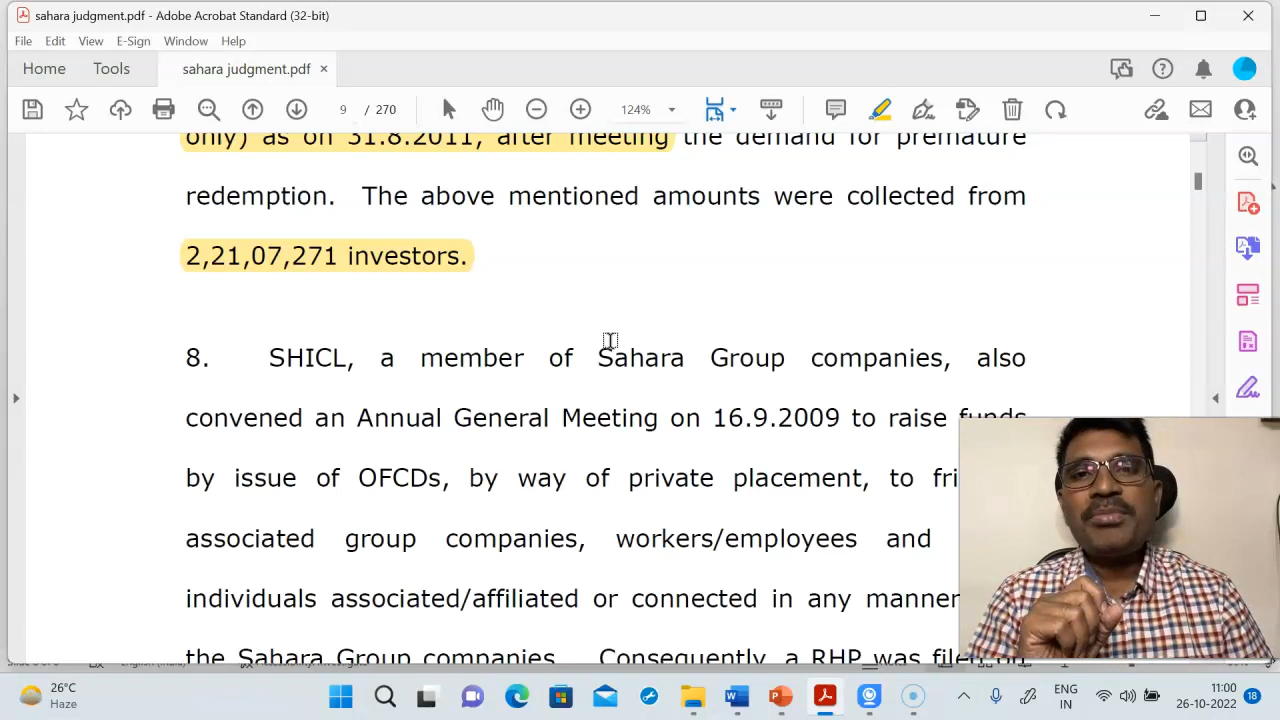 sahara judgment.pdf - Adobe Acrobat Standard (32-bit)
File Edit View E-Sign Window Help
Home Tools sahara judgment.pdf ×
9 / 270 124%
only) as on 31.8.2011, after meeting the demand for premature
redemption. The above mentioned amounts were collected from
2,21,07,271 investors.
8. SHICL, a member of Sahara Group companies, also
convened an Annual General Meeting on 16.9.2009 to raise funds
by issue of OFCDs, by way of private placement, to
associated group companies, workers/employees and
individuals associated/affiliated or connected in any manner
the Sahara Group companies. Consequently, a RHP was filed on
26°C
Haze
ENG
IN
11:00
26-10-2022
18